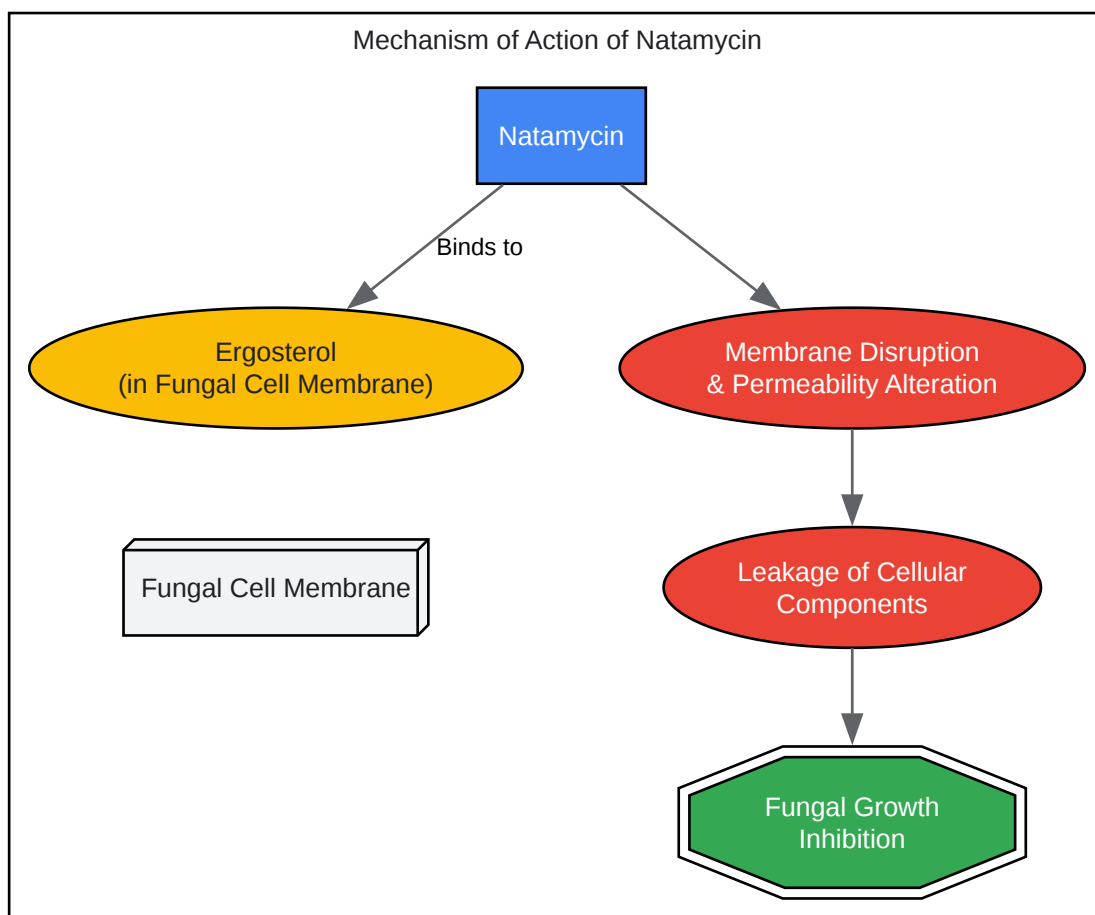 Mechanism of Action of Natamycin
Natamycin
Binds to
Ergosterol
(in Fungal Cell Membrane)
Membrane Disruption
& Permeability Alteration
Fungal Cell Membrane
Leakage of Cellular
Components
Fungal Growth
Inhibition